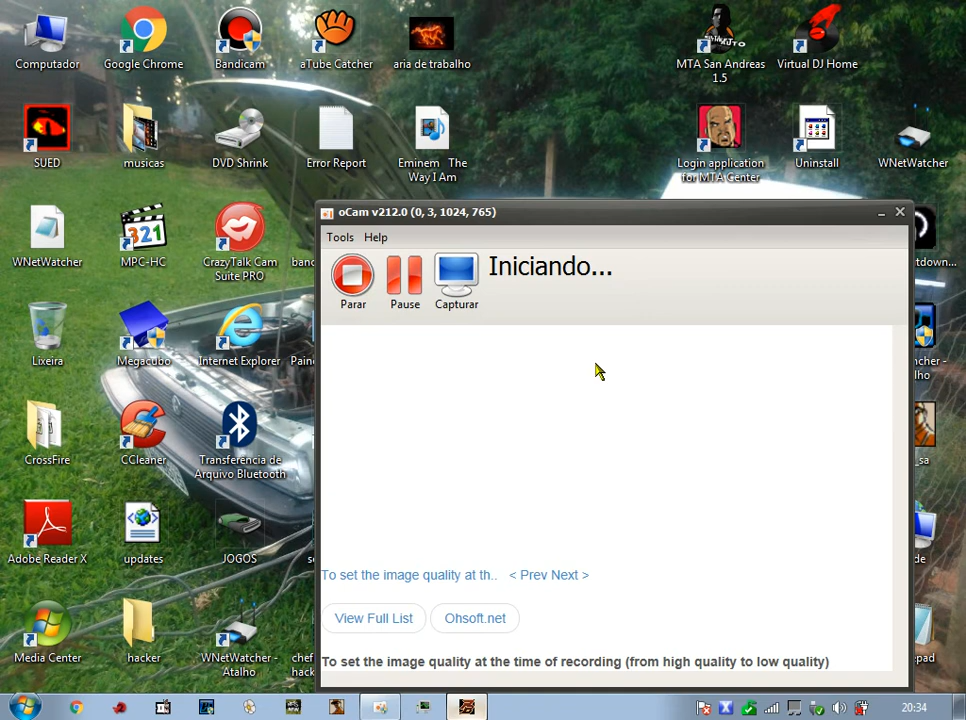 Computador
Google Chrome
Bandicam
aTube Catcher
aria de trabalho
MTA San Andreas
1.5
Virtual DJ Home
SUED
musicas
DVD Shrink
Error Report
Eminem The
Way I Am
Login application
for MTA Center
Uninstall
WNetWatcher
oCam v212.0 (0, 3, 1024, 765)
Tools Help
Iniciando...
Parar
Pause
Capturar
WNetWatcher
321
MPC-HC
CrazyTalk Cam
Suite PRO
Lixeira
Megacubo
Internet Explorer
CrossFire
CCleaner
Transferência de
Arquivo Bluetooth
_sa
Adobe Reader X
updates
JOGOS
To set the image quality at th.. < Prev Next >
View Full List
Ohsoft.net
To set the image quality at the time of recording (from high quality to low quality)
Media Center
hacker
WNetWatcher -
Atalho
20:34